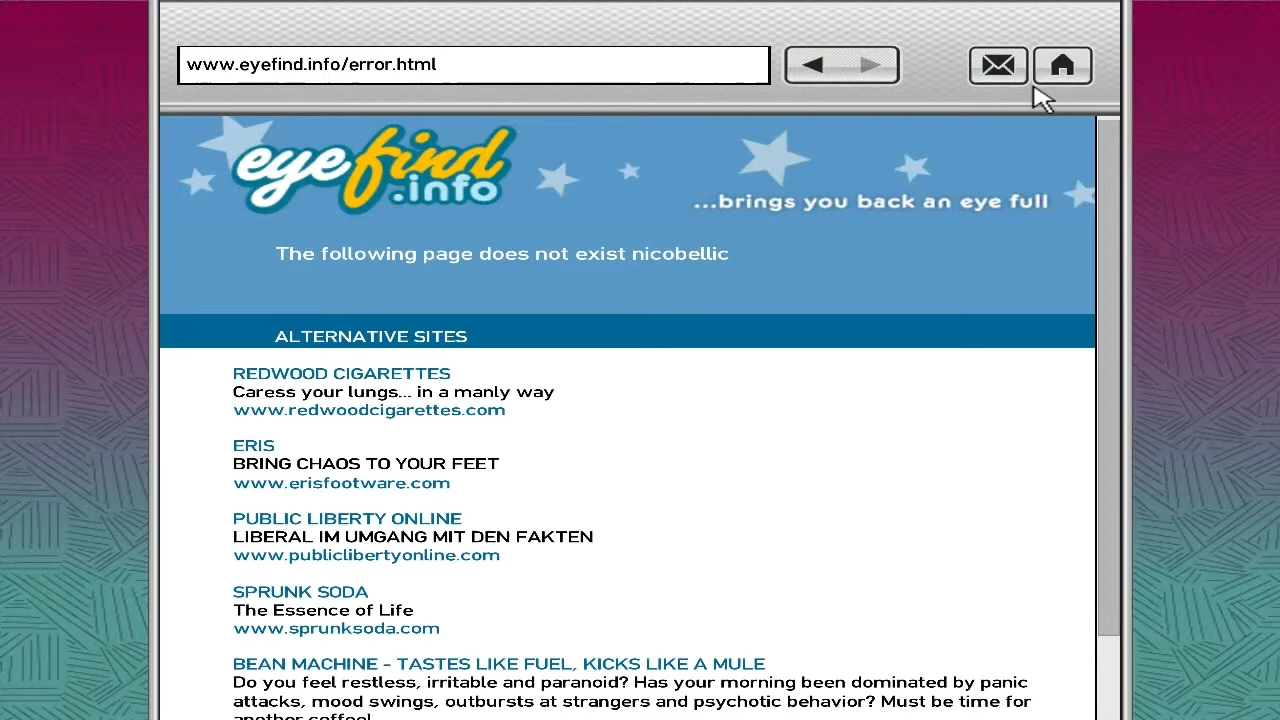 www.eyefind.info/error.html
eyefind
.info
...brings you back an eye full
The following page does not exist nicobellic
ALTERNATIVE SITES
REDWOOD CIGARETTES
Caress your lungs... in a manly way
www.redwoodcigarettes.com
ERIS
BRING CHAOS TO YOUR FEET
www.erisfootware.com
PUBLIC LIBERTY ONLINE
LIBERAL IM UMGANG MIT DEN FAKTEN
www.publiclibertyonline.com
SPRUNK SODA
The Essence of Life
www.sprunksoda.com
BEAN MACHINE - TASTES LIKE FUEL, KICKS LIKE A MULE
Do you feel restless, irritable and paranoid? Has your morning been dominated by panic
attacks, mood swings, outbursts at strangers and psychotic behavior? Must be time for
another coffee!